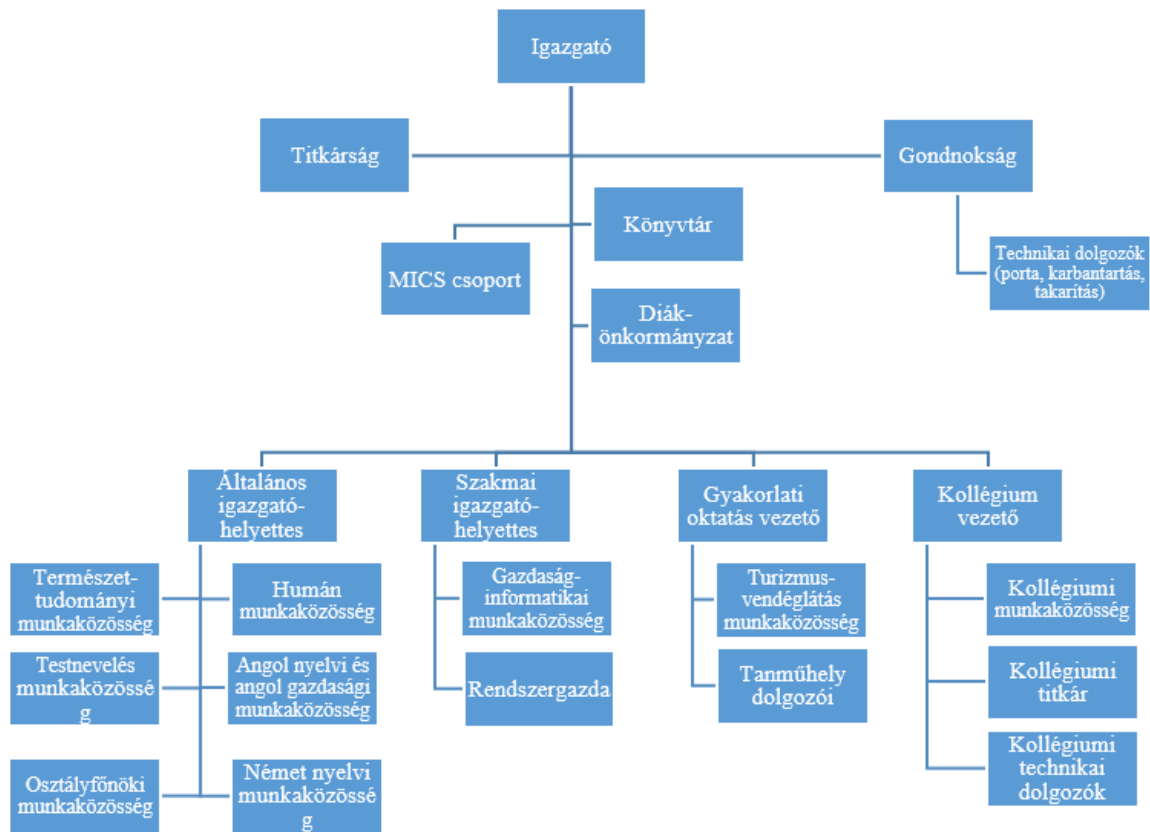 Igazgató
Titkárság
Gondnokság
Könyvtár
MICS csoport
Technikai dolgozók
(porta, karbantartás,
takarítás)
Diák-
önkormányzat
Általános
igazgató-
helyettes
Szakmai
igazgató-
helyettes
Gyakorlati
oktatás vezető
Kollégium
vezető
Természet-
tudományi
munkaközösség
Humán
munkaközösség
Gazdaság-
informatikai
munkaközösség
Turizmus-
vendéglátás
munkaközösség
Kollégiumi
munkaközösség
Testnevelés
munkaközössé
g
Angol nyelvi és
angol gazdasági
munkaközösség
Rendszergazda
Tanműhely
dolgozói
Kollégiumi
titkár
Osztályfőnöki
munkaközösség
Német nyelvi
munkaközössé
g
Kollégiumi
technikai
dolgozók